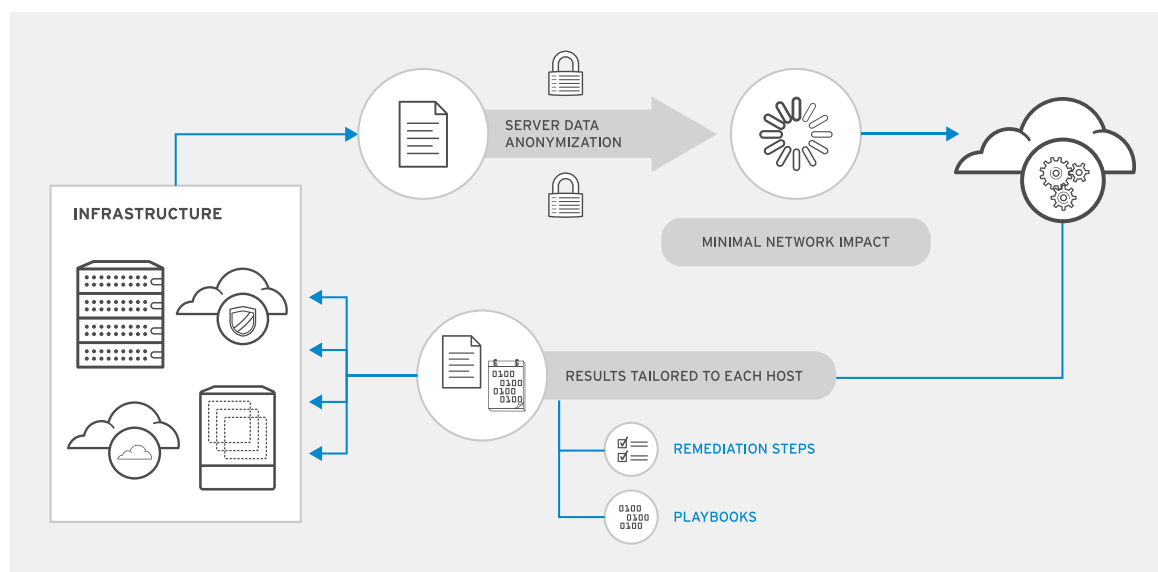 SERVER DATA
ANONYMIZATION
INFRASTRUCTURE
MINIMAL NETWORK IMPACT
0100
0100
0100
0100
RESULTS TAILORED TO EACH HOST
REMEDIATION STEPS
0100
0100
0100
PLAYBOOKS